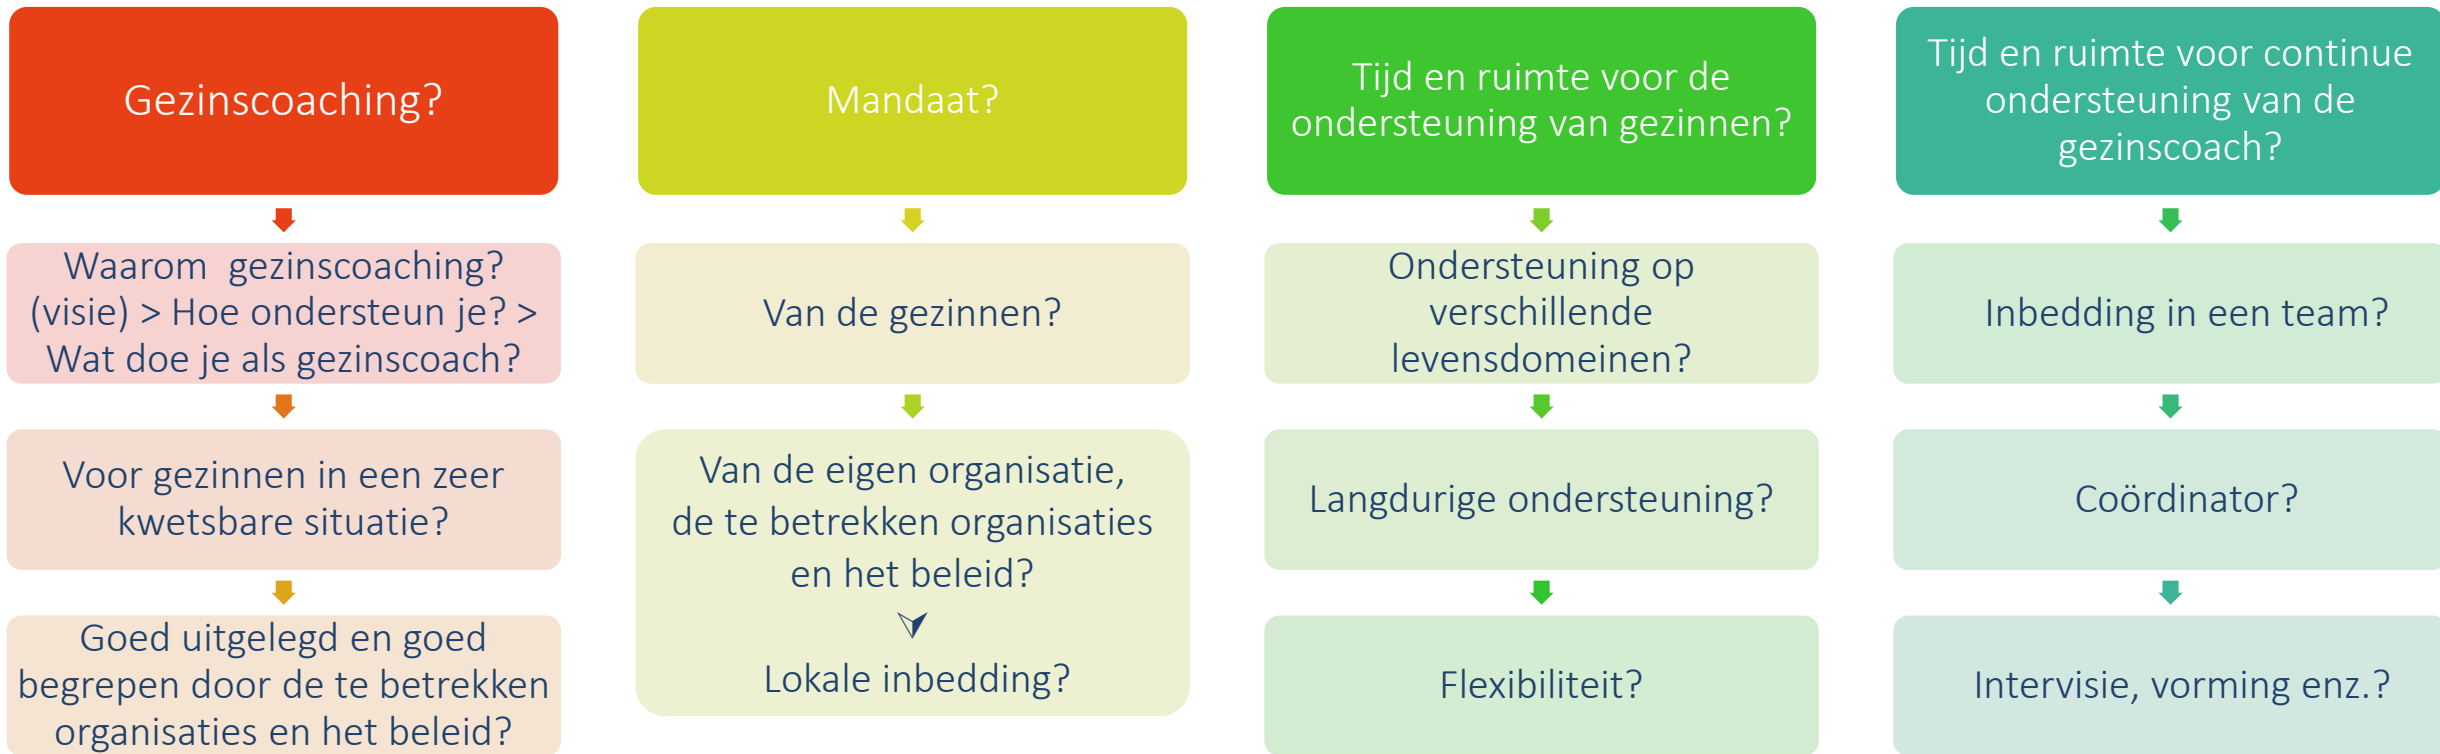 Gezinscoaching?
Waarom  gezinscoaching?
(visie) > Hoe ondersteun je? >
Wat doe je als gezinscoach?
Voor gezinnen in een zeer
kwetsbare situatie?
Goed uitgelegd en goed
begrepen door de te betrekken
organisaties en het beleid?
Mandaat?
Van de gezinnen?
Van de eigen organisatie,
de te betrekken organisaties
en het beleid?
Lokale inbedding?
Tijd en ruimte voor de
ondersteuning van gezinnen?
Ondersteuning op
verschillende
levensdomeinen?
Langdurige ondersteuning?
Flexibiliteit?
Tijd en ruimte voor continue
ondersteuning van de
gezinscoach?
Inbedding in een team?
Coördinator?
Intervisie, vorming enz.?